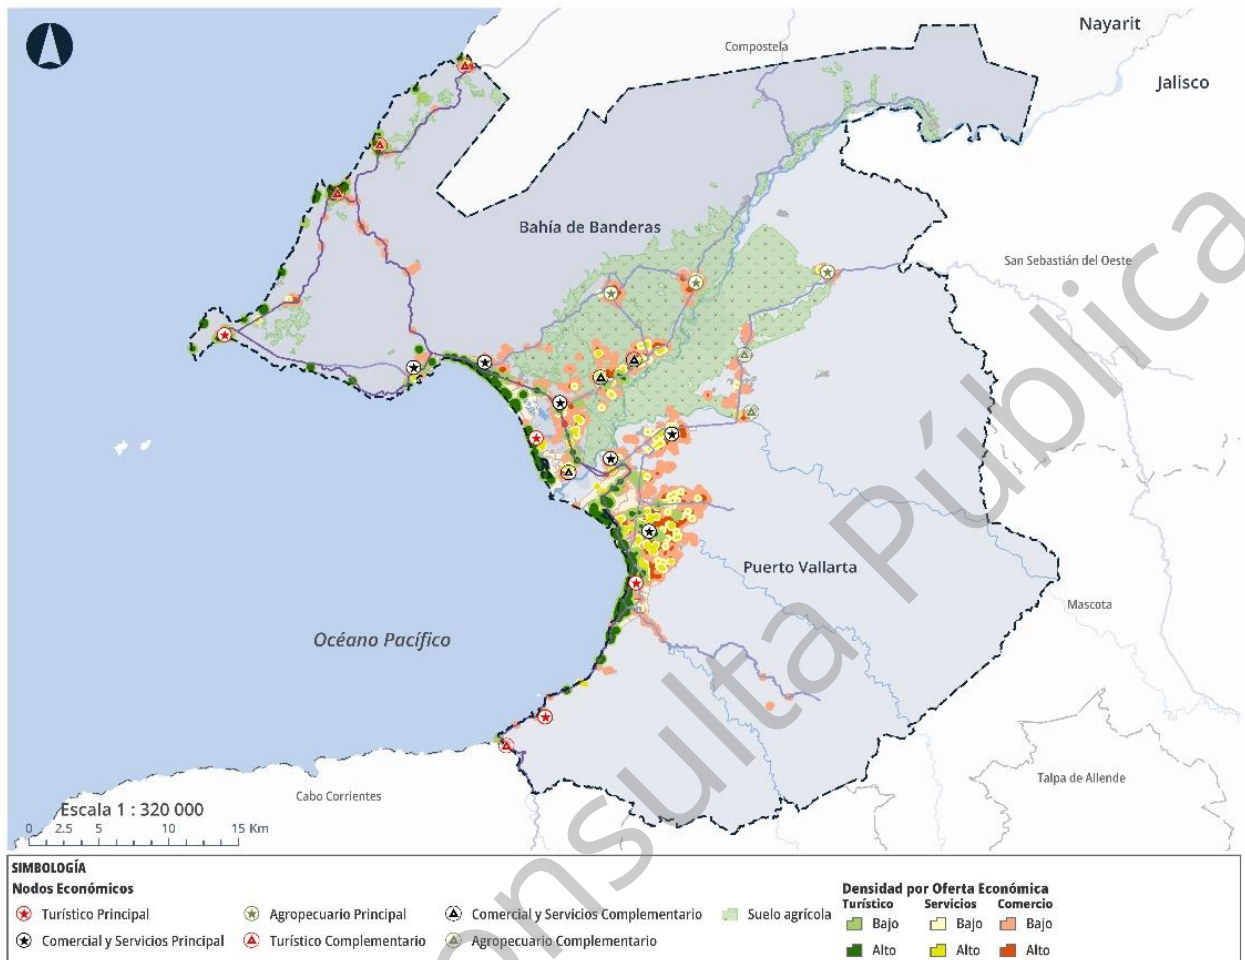 Nayarit
Compostela
Jalisco
Bahía de Banderas
San Sebastián del Oeste
Puerto Vallarta
Mascota
Océano Pacífico
Talpa de Allende
Cabo Corrientes
Escala 1 : 320 000
0 2.5 5 10 15 Km
Consulta Pública
SIMBOLOGÍA
Nodos Económicos
Turístico Principal
Comercial y Servicios Principal
Agropecuario Principal
Turístico Complementario
Comercial y Servicios Complementario
Agropecuario Complementario
Suelo agrícola
Densidad por Oferta Económica
Turístico Servicios Comercio
Bajo Bajo Bajo
Alto Alto Alto